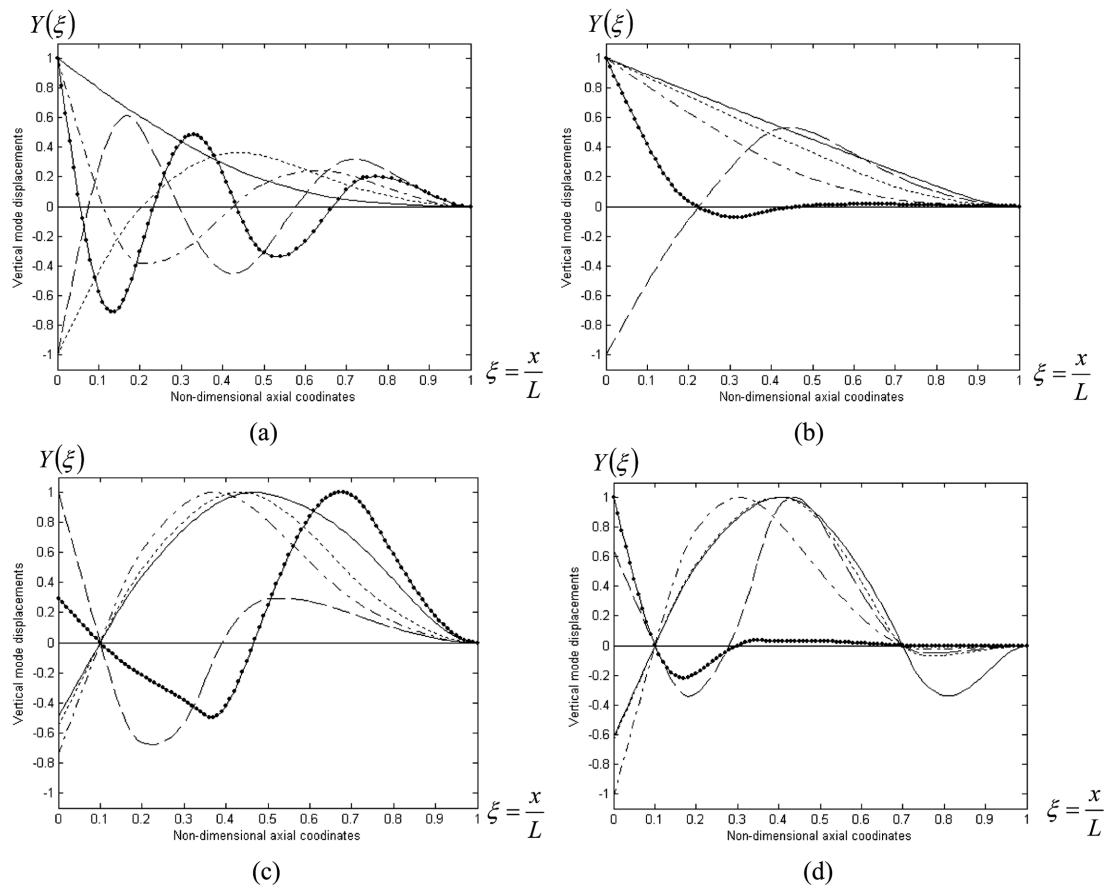 Y(ξ)
Vertical mode displacements
1
0.8
0.6
0.4
0.2
0
-0.2
-0.4
-0.6
-0.8
-1
0 0.1 0.2 0.3 0.4 0.5 0.6 0.7 0.8 0.9 1
Non-dimensional axial coodinates
ξ = x/L
(a)
Y(ξ)
Vertical mode displacements
1
0.8
0.6
0.4
0.2
0
-0.2
-0.4
-0.6
-0.8
-1
0 0.1 0.2 0.3 0.4 0.5 0.6 0.7 0.8 0.9 1
Non-dimensional axial coodinates
ξ = x/L
(b)
Y(ξ)
Vertical mode displacements
1
0.8
0.6
0.4
0.2
0
-0.2
-0.4
-0.6
-0.8
-1
0 0.1 0.2 0.3 0.4 0.5 0.6 0.7 0.8 0.9 1
Non-dimensional axial coodinates
ξ = x/L
(c)
Y(ξ)
Vertical mode displacements
1
0.8
0.6
0.4
0.2
0
-0.2
-0.4
-0.6
-0.8
-1
0 0.1 0.2 0.3 0.4 0.5 0.6 0.7 0.8 0.9 1
Non-dimensional axial coodinates
ξ = x/L
(d)